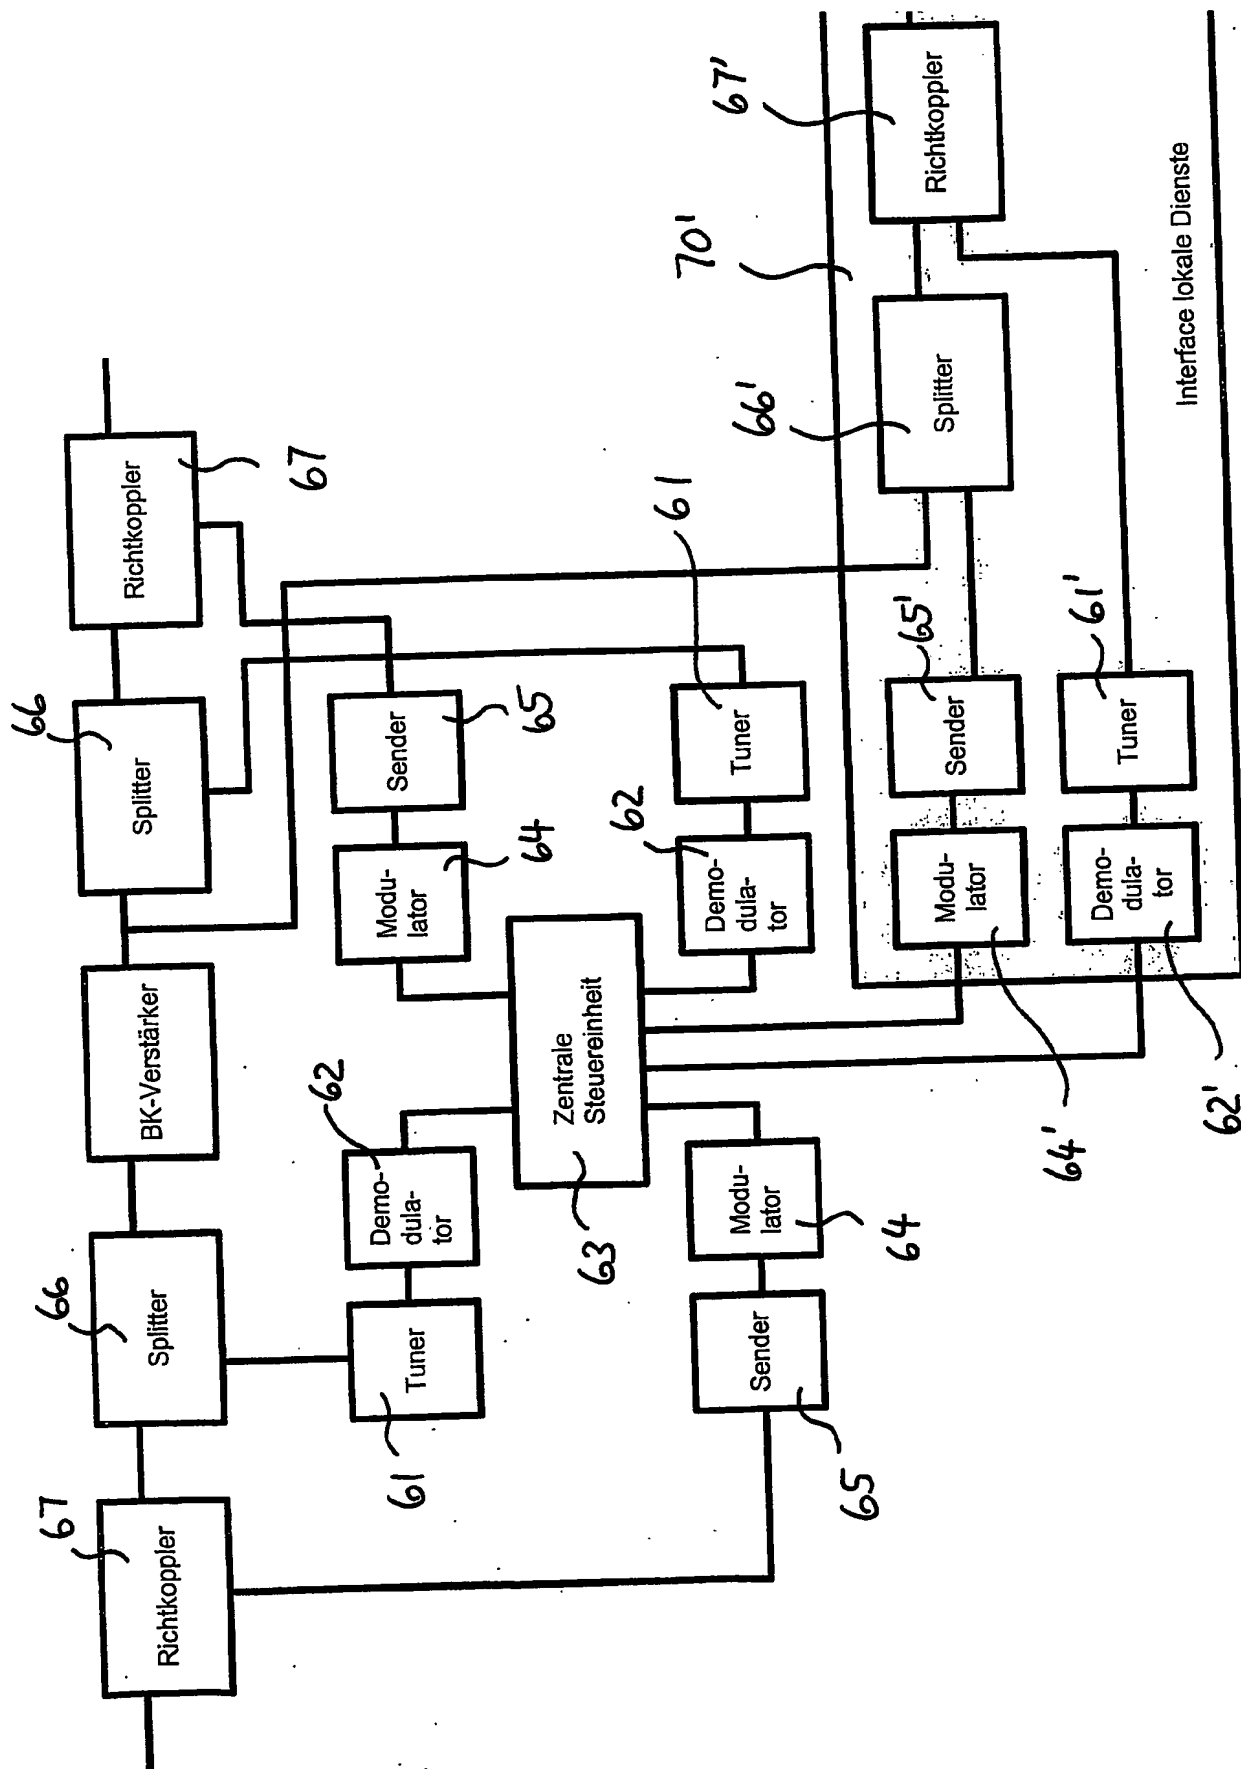 67
Richtkoppler
66
Splitter
BK-Verstärker
66
Splitter
Richtkoppler
67
61
Tuner
62
Demo-
dula-
tor
Modu-
lator
64
Sender
65
63
Zentrale
Steuereinheit
65
Sender
Modu-
lator
64
62
Demo-
dula-
tor
Tuner
61
70'
64'
Modu-
lator
65'
Sender
66'
Splitter
67'
Richtkoppler
62'
Demo-
dula-
tor
61'
Tuner
Interface lokale Dienste